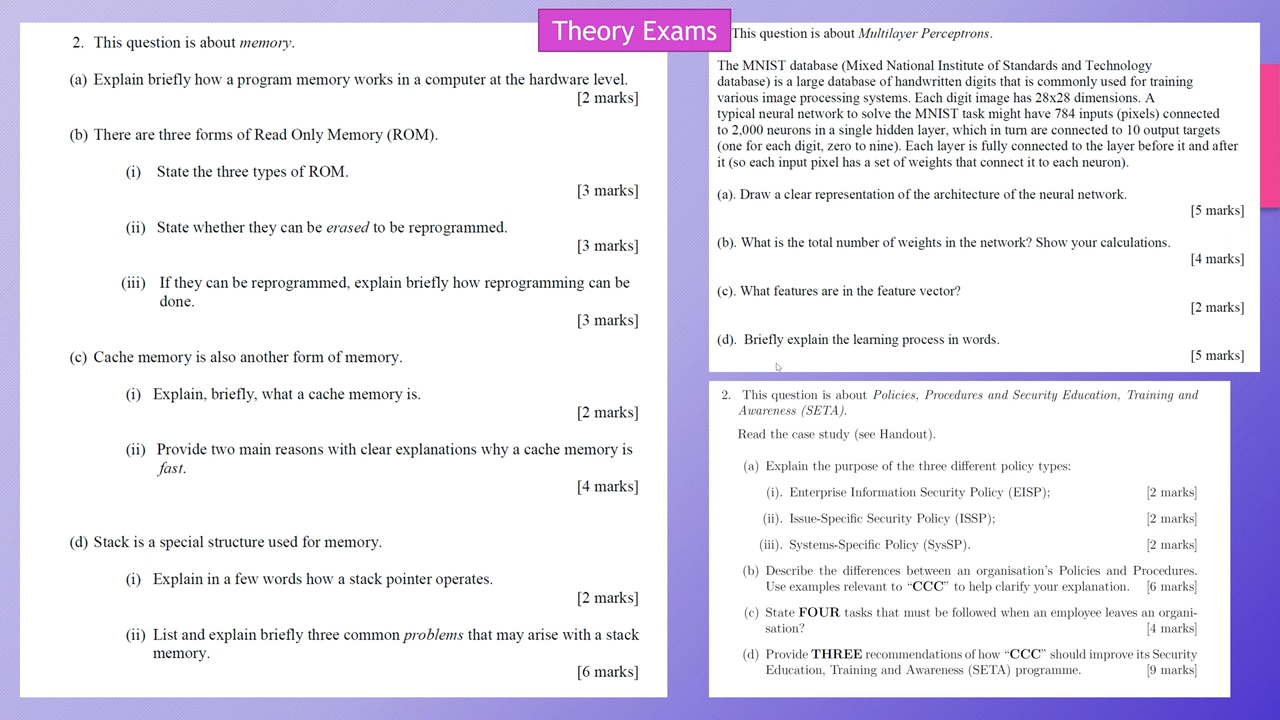 Theory Exams
2. This question is about memory.
(a) Explain briefly how a program memory works in a computer at the hardware level.
[2 marks]
(b) There are three forms of Read Only Memory (ROM).
(i) State the three types of ROM.
[3 marks]
(ii) State whether they can be erased to be reprogrammed.
[3 marks]
(iii) If they can be reprogrammed, explain briefly how reprogramming can be
done.
[3 marks]
(c) Cache memory is also another form of memory.
(i) Explain, briefly, what a cache memory is.
[2 marks]
(ii) Provide two main reasons with clear explanations why a cache memory is
fast.
[4 marks]
(d) Stack is a special structure used for memory.
(i) Explain in a few words how a stack pointer operates.
[2 marks]
(ii) List and explain briefly three common problems that may arise with a stack
memory.
[6 marks]
This question is about Multilayer Perceptrons.
The MNIST database (Mixed National Institute of Standards and Technology
database) is a large database of handwritten digits that is commonly used for training
various image processing systems. Each digit image has 28x28 dimensions. A
typical neural network to solve the MNIST task might have 784 inputs (pixels) connected
to 2,000 neurons in a single hidden layer, which in turn are connected to 10 output targets
(one for each digit, zero to nine). Each layer is fully connected to the layer before it and after
it (so each input pixel has a set of weights that connect it to each neuron).
(a). Draw a clear representation of the architecture of the neural network.
[5 marks]
(b). What is the total number of weights in the network? Show your calculations.
[4 marks]
(c). What features are in the feature vector?
[2 marks]
(d). Briefly explain the learning process in words.
[5 marks]
2. This question is about Policies, Procedures and Security Education, Training and
Awareness (SETA).
Read the case study (see Handout).
(a) Explain the purpose of the three different policy types:
(i). Enterprise Information Security Policy (EISP); [2 marks]
(ii). Issue-Specific Security Policy (ISSP); [2 marks]
(iii). Systems-Specific Policy (SysSP). [2 marks]
(b) Describe the differences between an organisation's Policies and Procedures.
Use examples relevant to “CCC” to help clarify your explanation. [6 marks]
(c) State FOUR tasks that must be followed when an employee leaves an organi-
sation? [4 marks]
(d) Provide THREE recommendations of how “CCC” should improve its Security
Education, Training and Awareness (SETA) programme. [9 marks]